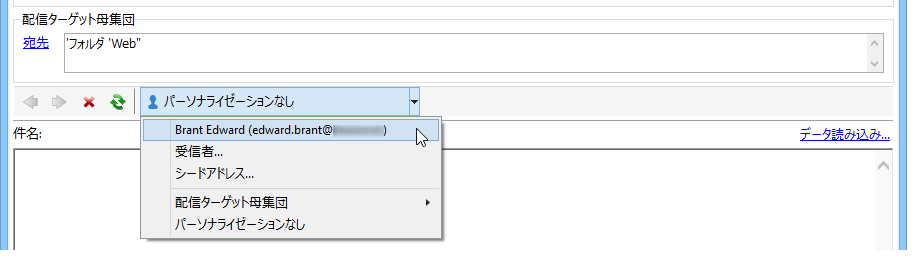 配信ターゲット母集団
宛先 'フォルダ 'Web''
パーソナライゼーションなし
Brant Edward (edward.brant@ )
件名: データ読み込み...
受信者...
シードアドレス...
配信ターゲット母集団
パーソナライゼーションなし